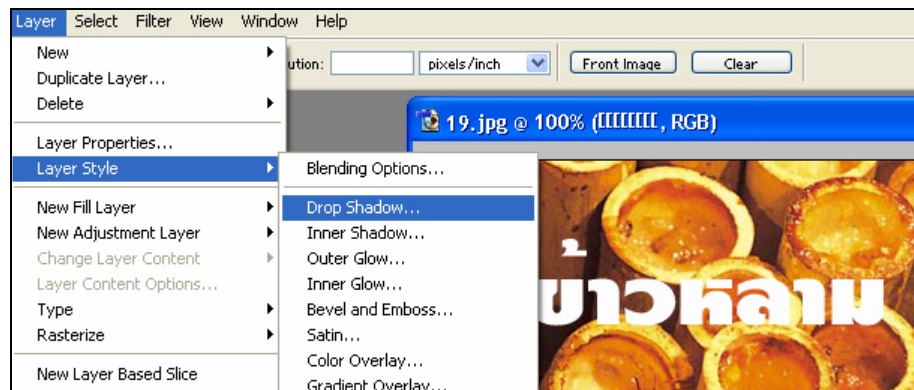 Layer Select Filter View Window Help
New
ution: pixels/inch Front Image Clear
Duplicate Layer...
Delete
19.jpg @ 100% ([[[[[[[[, RGB)
Layer Properties...
Layer Style
Blending Options...
New Fill Layer
Drop Shadow...
New Adjustment Layer
Inner Shadow...
Change Layer Content
Outer Glow...
Layer Content Options...
Inner Glow...
Type
Bevel and Emboss...
Rasterize
Satin...
Color Overlay...
New Layer Based Slice
Gradient Overlay...
ข้าวหลาม